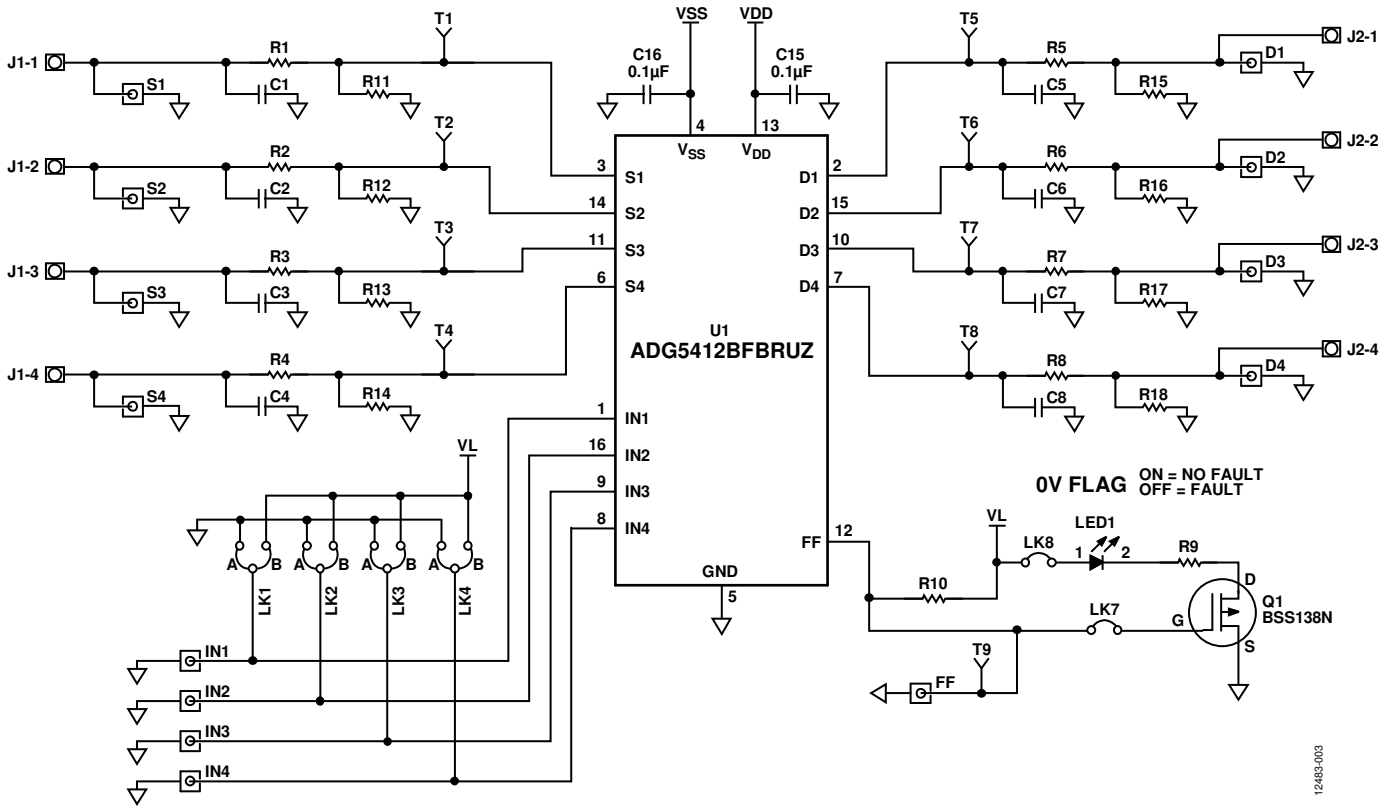 VSS
VDD
T1
T5
J1-1
R1
S1
C1
R11
C16
0.1µF
C15
0.1µF
R5
C5
R15
D1
J2-1
T2
4
13
T6
VSS
VDD
J1-2
R2
S2
C2
R12
3
S1
D1
2
R6
C6
R16
D2
J2-2
14
S2
D2
15
T3
T7
J1-3
R3
S3
C3
R13
11
S3
D3
10
R7
C7
R17
D3
J2-3
6
S4
D4
7
T4
T8
U1
ADG5412BFBRUZ
J1-4
R4
S4
C4
R14
R8
C8
R18
D4
J2-4
1
IN1
16
IN2
9
IN3
8
IN4
VL
A
B
A
B
A
B
A
B
LK1
LK2
LK3
LK4
0V FLAG
ON = NO FAULT
OFF = FAULT
FF
12
VL
LK8
LED1
1
2
R9
R10
GND
5
LK7
G
D
S
Q1
BSS138N
T9
FF
IN1
IN2
IN3
IN4
12483-003